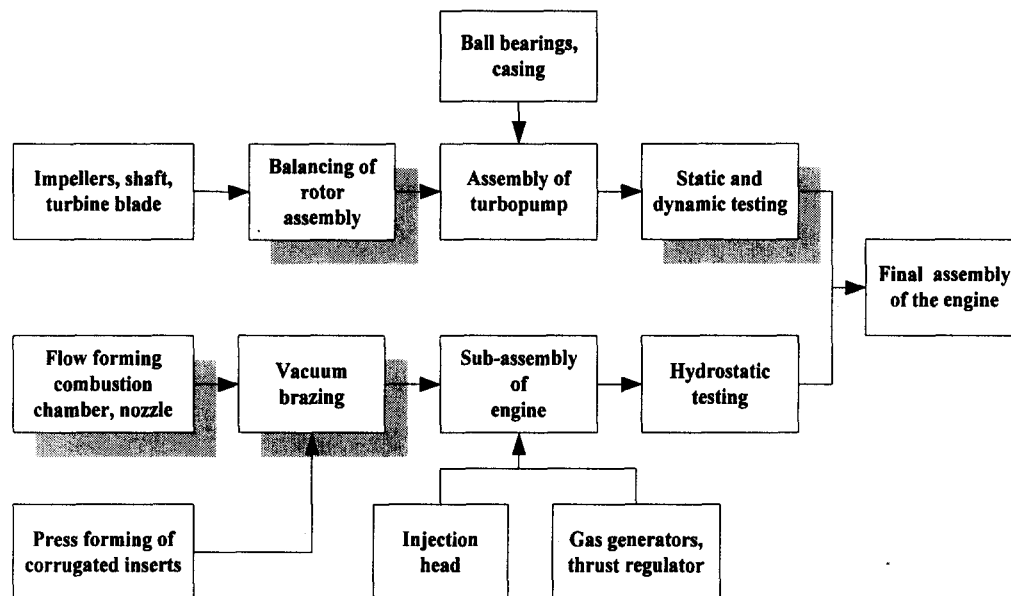 Ball bearings,
casing
Impellers, shaft,
turbine blade
Balancing of
rotor
assembly
Assembly of
turbopump
Static and
dynamic testing
Final assembly
of the engine
Flow forming
combustion
chamber, nozzle
Vacuum
brazing
Sub-assembly
of
engine
Hydrostatic
testing
Press forming of
corrugated inserts
Injection
head
Gas generators,
thrust regulator